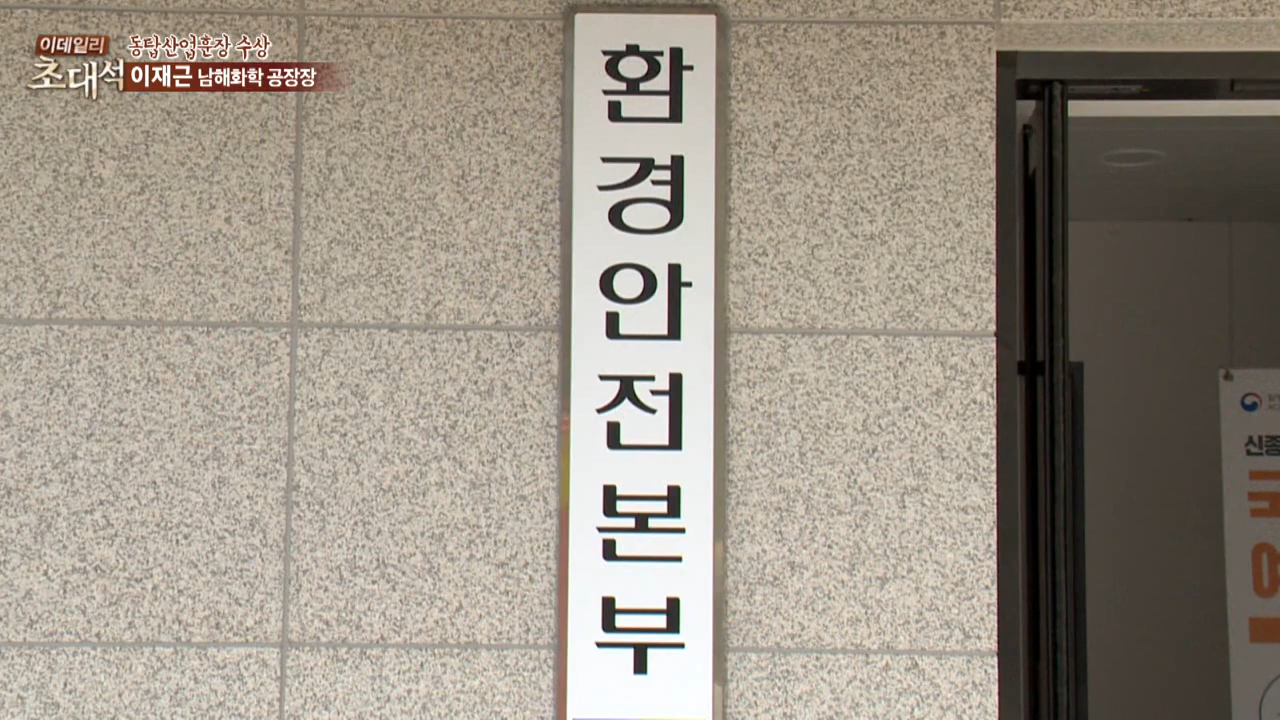 이데일리
초대석
동탑산업훈장 수상
이재근 남해화학 공장장
환경안전본부
신종